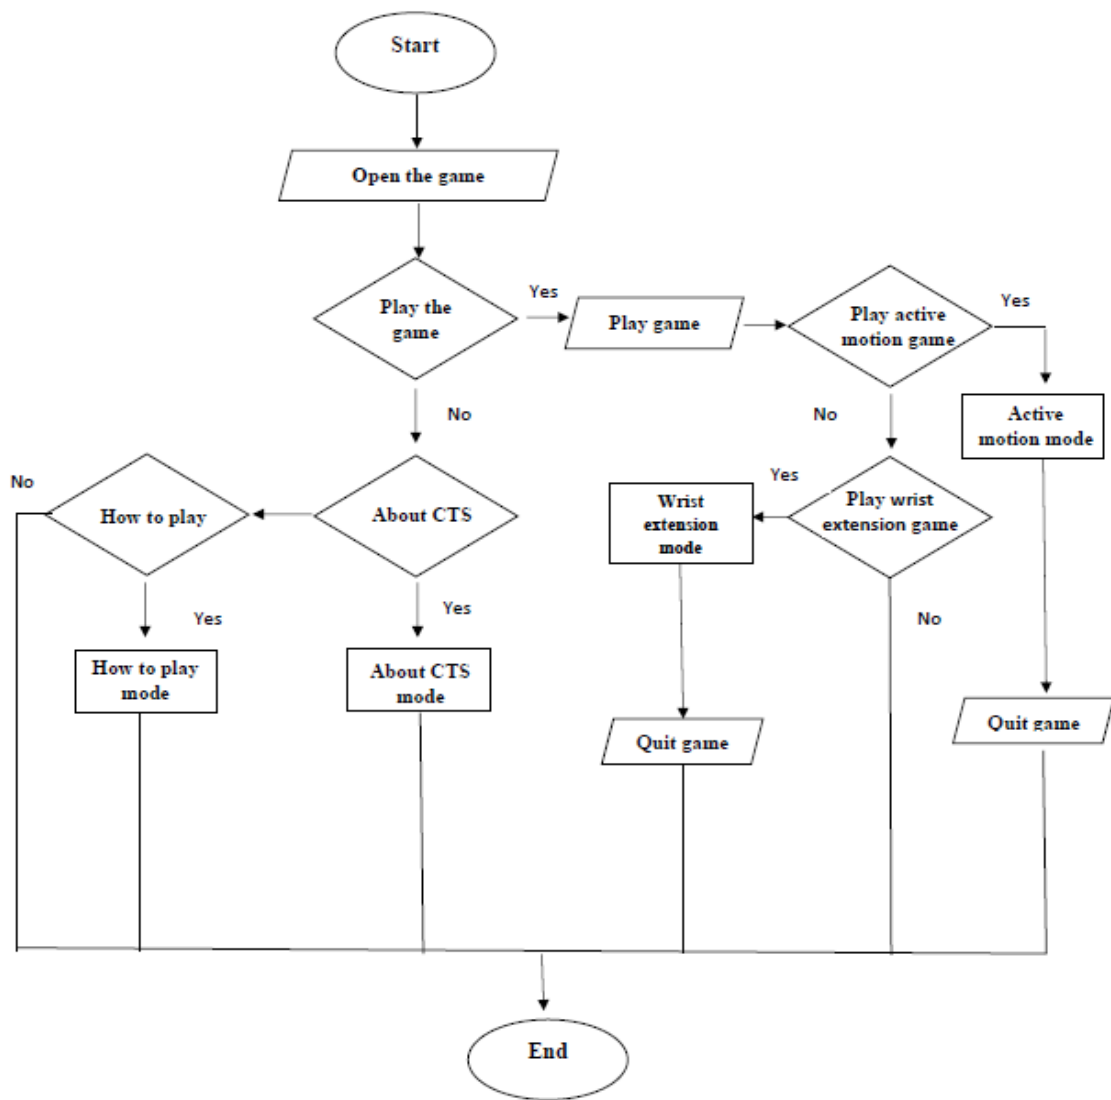 Start
Open the game
Play the
game
Yes
Play game
Play active
motion game
Yes
No
No
Active
motion mode
No
How to play
About CTS
Yes
Wrist
extension
mode
Play wrist
extension game
Yes
Yes
No
How to play
mode
About CTS
mode
Quit game
Quit game
End